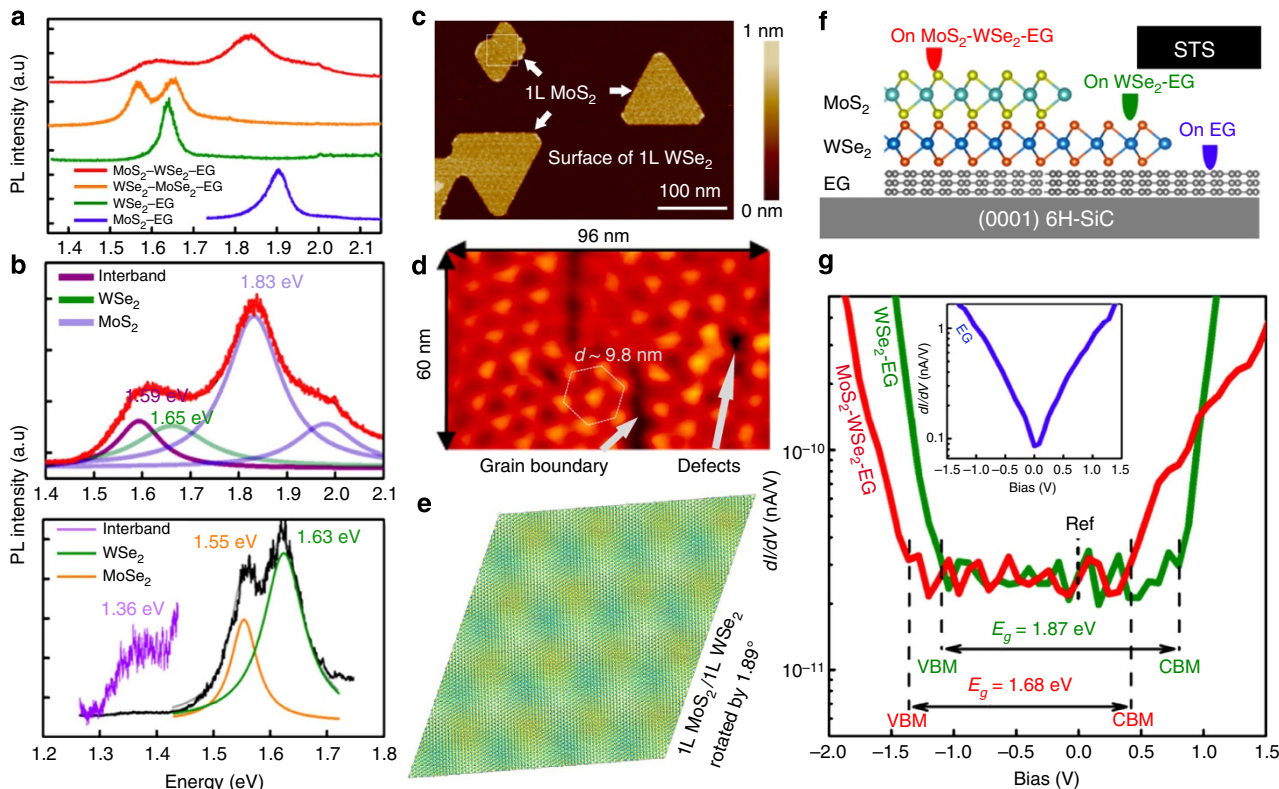 a
PL intensity (a.u)
MoS2–WSe2–EG
WSe2–MoSe2–EG
WSe2–EG
MoS2–EG
1.4 1.5 1.6 1.7 1.8 1.9 2.0 2.1
b
PL intensity (a.u)
Interband
WSe2
MoS2
1.83 eV
1.59 eV
1.65 eV
1.4 1.5 1.6 1.7 1.8 1.9 2.0 2.1
Interband
WSe2
MoSe2
1.55 eV
1.63 eV
1.36 eV
1.2 1.3 1.4 1.5 1.6 1.7 1.8
Energy (eV)
c
1L MoS2
Surface of 1L WSe2
100 nm
1 nm
0 nm
d
96 nm
60 nm
d ~ 9.8 nm
Grain boundary
Defects
e
1L MoS2/1L WSe2
rotated by 1.89°
f
On MoS2-WSe2-EG
STS
On WSe2-EG
On EG
MoS2
WSe2
EG
(0001) 6H-SiC
g
dI/dV (nA/V)
10−10
10−11
WSe2-EG
MoS2-WSe2-EG
EG
dI/dV (nA/V)
1
0.1
−1.5 −1.0 −0.5 0.0 0.5 1.0 1.5
Bias (V)
Ref
Eg = 1.87 eV
VBM
CBM
Eg = 1.68 eV
VBM
CBM
−2.0 −1.5 −1.0 −0.5 0.0 0.5 1.0 1.5
Bias (V)